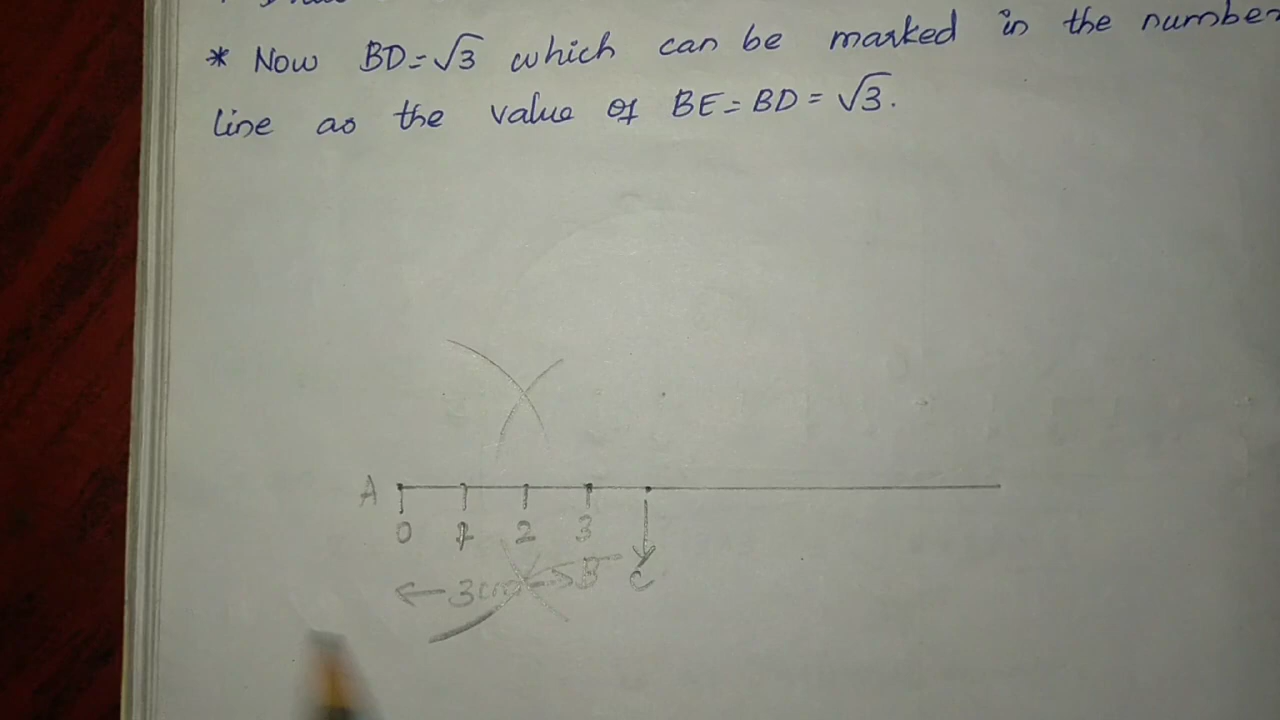 * Now BD=√3 which can be marked in the number
line as the value of BE=BD=√3.
A
0 1 2 3
←3cm→ B C